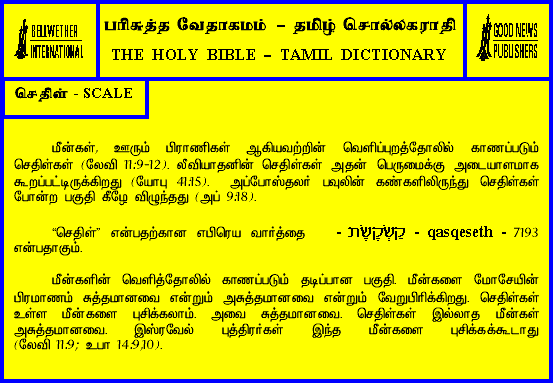 BELLWETHER
INTERNATIONAL
பரிசுத்த வேதாகமம் – தமிழ் சொல்லகராதி
THE HOLY BIBLE – TAMIL DICTIONARY
GOOD NEWS
PUBLISHERS
செதிள் - SCALE
மீன்கள், ஊரும் பிராணிகள் ஆகியவற்றின் வெளிப்புறத்தோலில் காணப்படும்
செதிள்கள் (லேவி 11:9-12). லீவியாதனின் செதிள்கள் அதன் பெருமைக்கு அடையாளமாக
கூறப்பட்டிருக்கிறது (யோபு 41:15). அப்போஸ்தலர் பவுலின் கண்களிலிருந்து செதிள்கள்
போன்ற பகுதி கீழே விழுந்தது (அப் 9:18).
“செதிள்” என்பதற்கான எபிரெய வார்த்தை - קַשְׂקֶשֶׂת - qasqeseth - 7193
என்பதாகும்.
மீன்களின் வெளித்தோலில் காணப்படும் தடிப்பான பகுதி. மீன்களை மோசேயின்
பிரமாணம் சுத்தமானவை என்றும் அசுத்தமானவை என்றும் வேறுபிரிக்கிறது. செதிள்கள்
உள்ள மீன்களை புசிக்கலாம். அவை சுத்தமானவை. செதிள்கள் இல்லாத மீன்கள்
அசுத்தமானவை. இஸ்ரவேல் புத்திரர்கள் இந்த மீன்களை புசிக்கக்கூடாது
(லேவி 11:9; உபா 14:9,10).